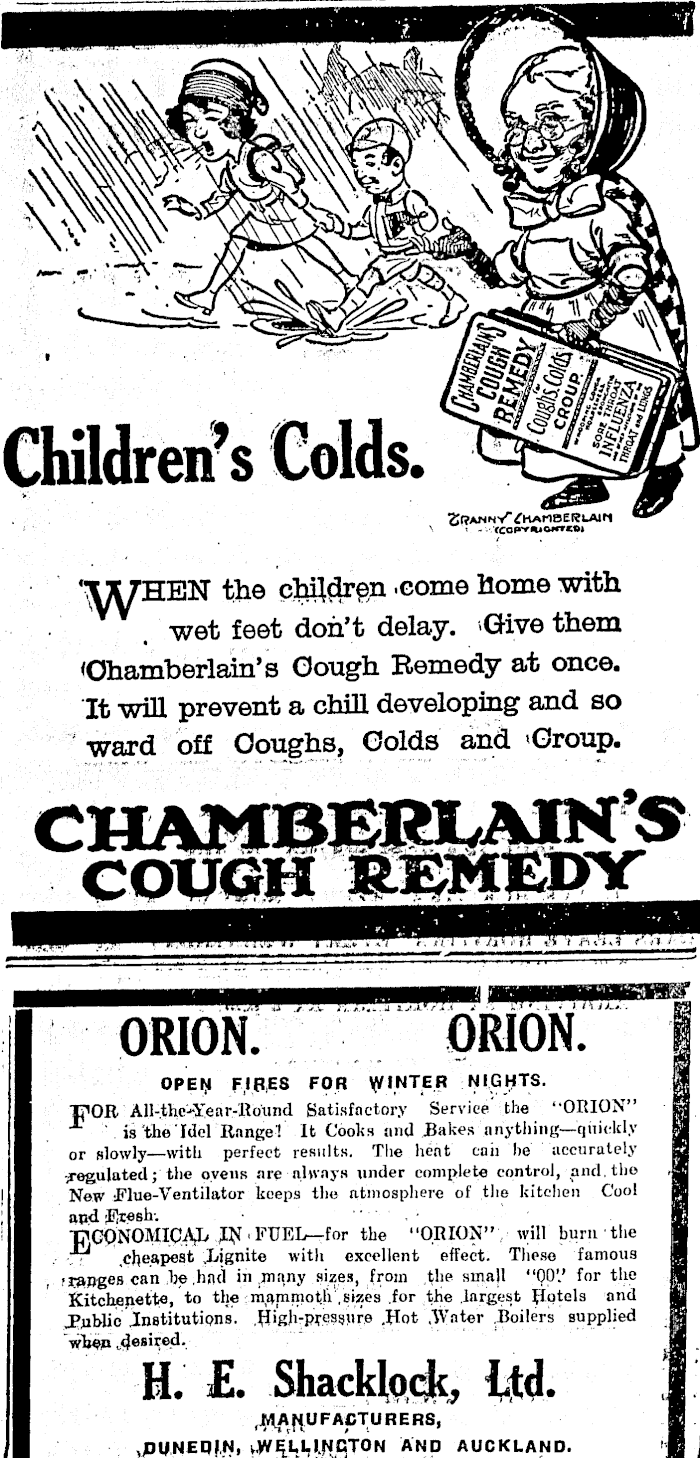 CHAMBERLAIN'S
COUGH
REMEDY
for
Coughs, Colds
CROUP.
SORE THROAT
INFLUENZA
THROAT and LUNGS
Children's Colds.
"GRANNY" CHAMBERLAIN
(COPYRIGHTED)
WHEN the children come home with
wet feet don't delay. Give them
Chamberlain's Cough Remedy at once.
It will prevent a chill developing and so
ward off Coughs, Colds and Croup.
CHAMBERLAIN'S
COUGH REMEDY
ORION. ORION.
OPEN FIRES FOR WINTER NIGHTS.
FOR All-the-Year-Round Satisfactory Service the "ORION"
is the Idel Range! It Cooks and Bakes anything—quickly
or slowly—with perfect results. The heat can be accurately
regulated; the ovens are always under complete control, and the
New Flue-Ventilator keeps the atmosphere of the kitchen Cool
and Fresh.
ECONOMICAL IN FUEL—for the "ORION" will burn the
cheapest Lignite with excellent effect. These famous
ranges can be had in many sizes, from the small "00" for the
Kitchenette, to the mammoth sizes for the largest Hotels and
Public Institutions. High-pressure Hot Water Boilers supplied
when desired.
H. E. Shacklock, Ltd.
MANUFACTURERS,
DUNEDIN, WELLINGTON AND AUCKLAND.